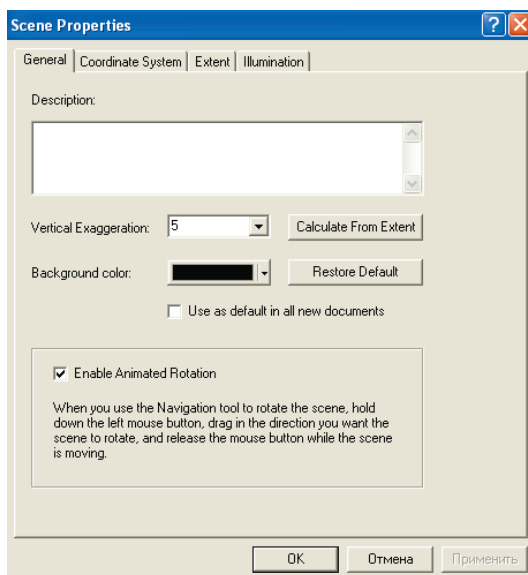 Scene Properties
General Coordinate System Extent Illumination
Description:
Vertical Exaggeration: 5 Calculate From Extent
Background color: Restore Default
Use as default in all new documents
Enable Animated Rotation
When you use the Navigation tool to rotate the scene, hold
down the left mouse button, drag in the direction you want the
scene to rotate, and release the mouse button while the scene
is moving.
OK Отмена Применить